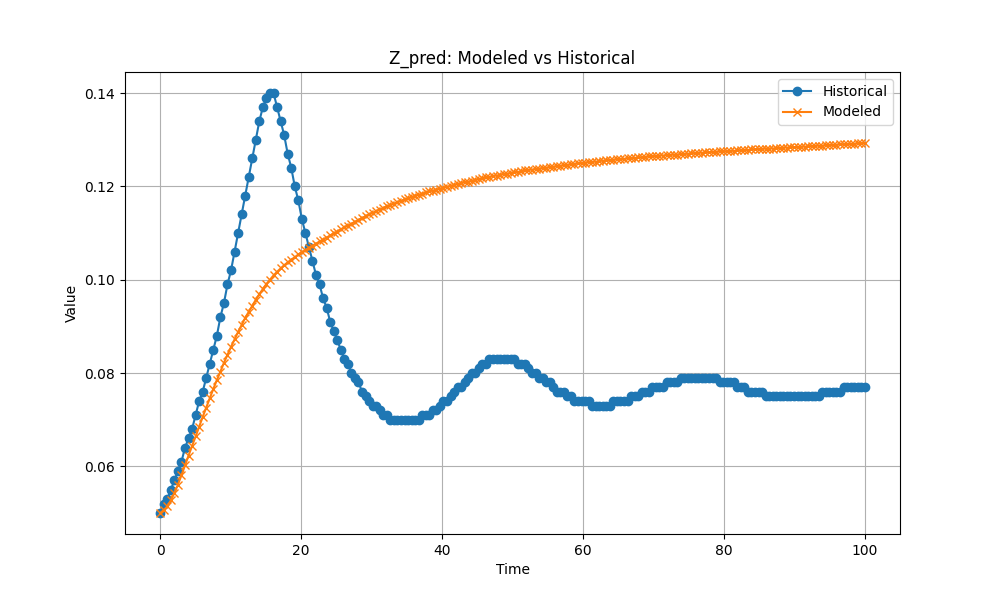 Z_pred: Modeled vs Historical
Historical
Modeled
Value
0.14
0.12
0.10
0.08
0.06
0 20 40 60 80 100
Time